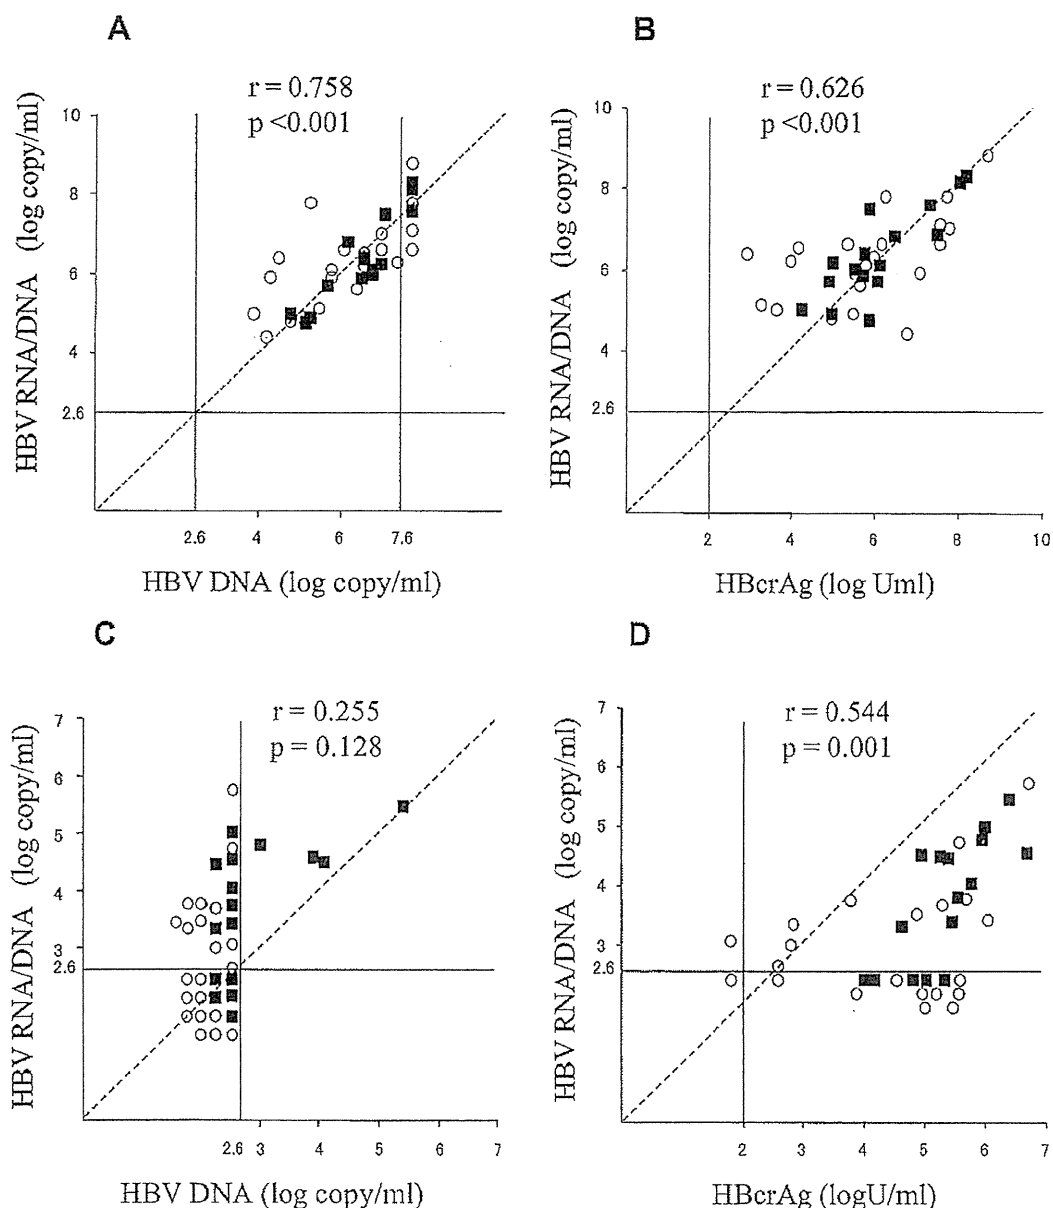 A
r = 0.758
p <0.001
HBV RNA/DNA (log copy/ml)
10
8
6
4
2.6
2.6 4 6 7.6
HBV DNA (log copy/ml)
B
r = 0.626
p <0.001
HBV RNA/DNA (log copy/ml)
10
8
6
4
2.6
2 4 6 8 10
HBcrAg (log Uml)
C
r = 0.255
p = 0.128
HBV RNA/DNA (log copy/ml)
7
6
5
4
3
2.6
2.6 3 4 5 6 7
HBV DNA (log copy/ml)
D
r = 0.544
p = 0.001
HBV RNA/DNA (log copy/ml)
7
6
5
4
3
2.6
2 4 5 6 7
HBcrAg (logU/ml)